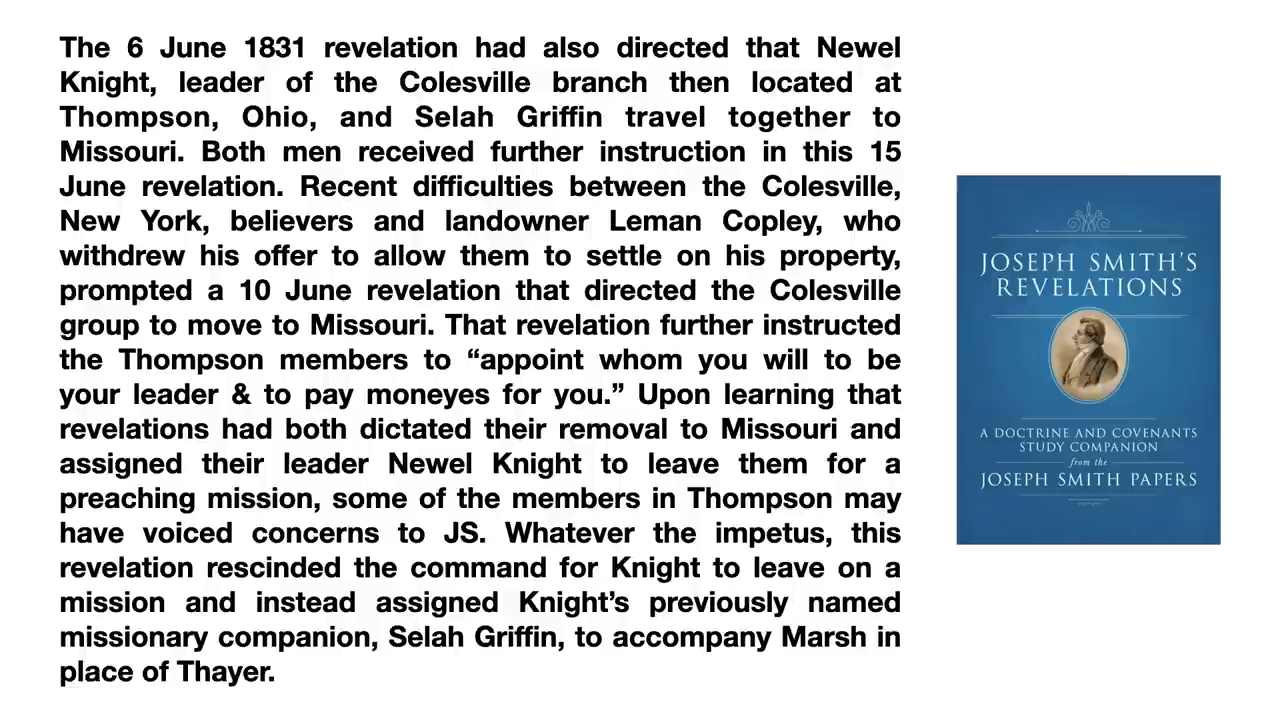 The 6 June 1831 revelation had also directed that Newel
Knight, leader of the Colesville branch then located at
Thompson, Ohio, and Selah Griffin travel together to
Missouri. Both men received further instruction in this 15
June revelation. Recent difficulties between the Colesville,
New York, believers and landowner Leman Copley, who
withdrew his offer to allow them to settle on his property,
prompted a 10 June revelation that directed the Colesville
group to move to Missouri. That revelation further instructed
the Thompson members to “appoint whom you will to be
your leader & to pay moneyes for you.” Upon learning that
revelations had both dictated their removal to Missouri and
assigned their leader Newel Knight to leave them for a
preaching mission, some of the members in Thompson may
have voiced concerns to JS. Whatever the impetus, this
revelation rescinded the command for Knight to leave on a
mission and instead assigned Knight’s previously named
missionary companion, Selah Griffin, to accompany Marsh in
place of Thayer.
JOSEPH SMITH’S
REVELATIONS
A DOCTRINE AND COVENANTS
STUDY COMPANION
from the
JOSEPH SMITH PAPERS